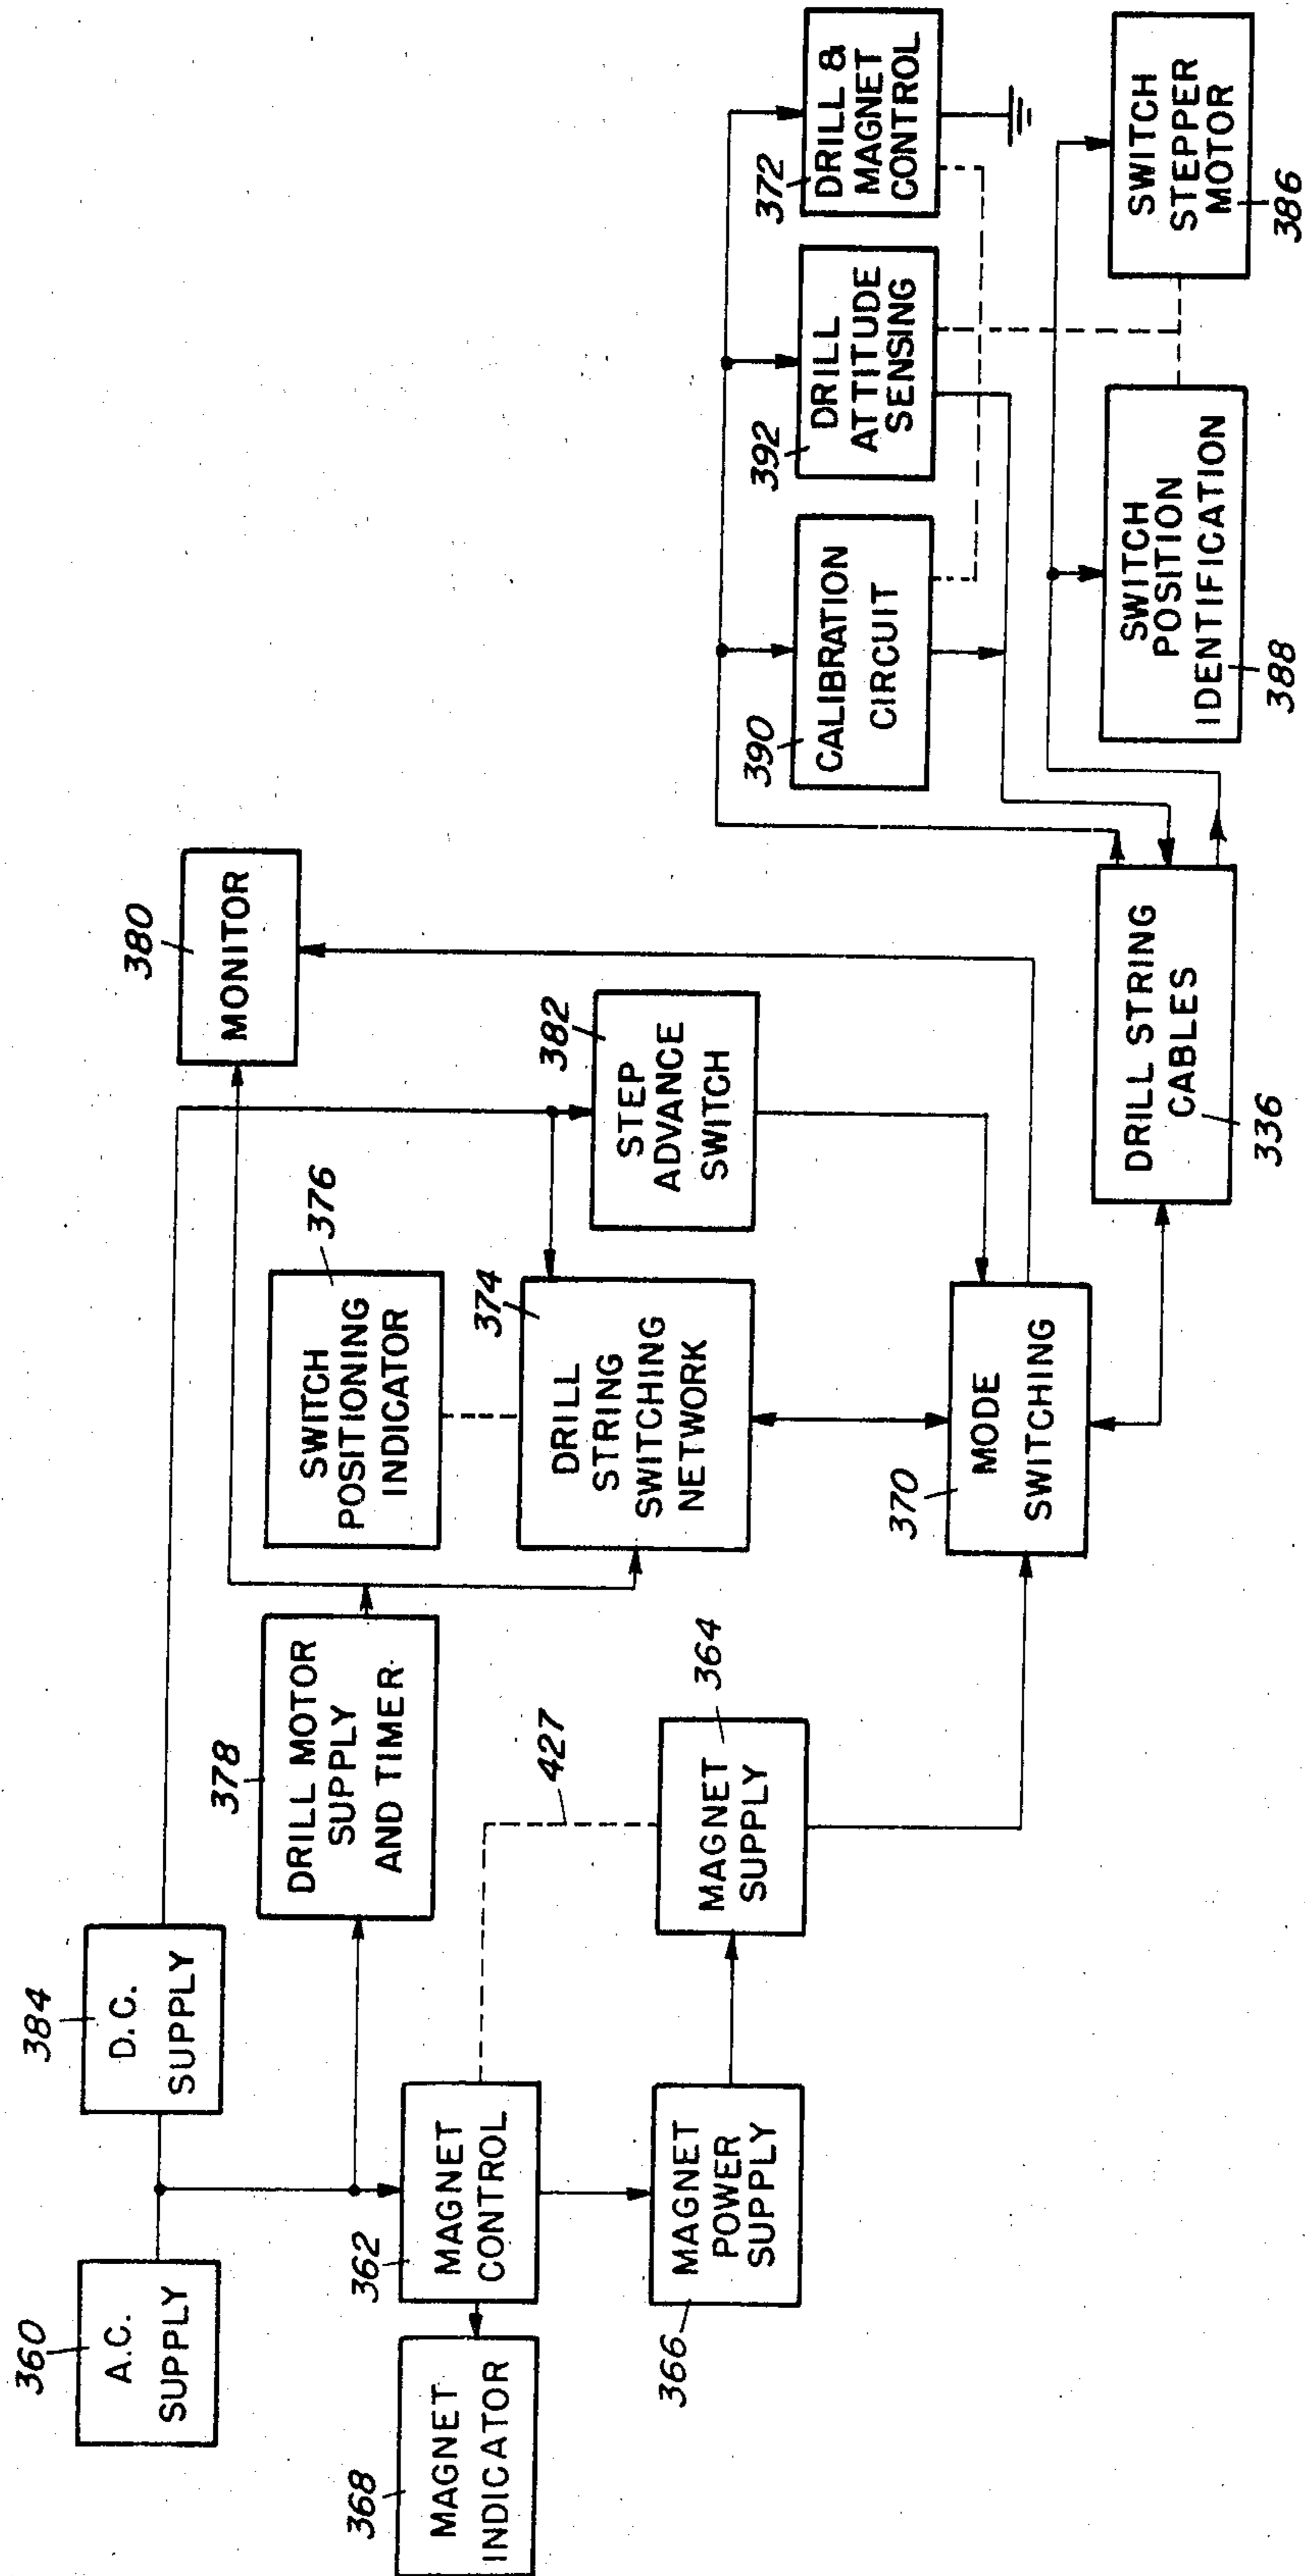 360
A.C.
SUPPLY
384
D.C.
SUPPLY
368
MAGNET
INDICATOR
362
MAGNET
CONTROL
366
MAGNET
POWER
SUPPLY
378
DRILL MOTOR
SUPPLY
AND TIMER
427
364
MAGNET
SUPPLY
376
SWITCH
POSITIONING
INDICATOR
374
DRILL
STRING
SWITCHING
NETWORK
370
MODE
SWITCHING
380
MONITOR
382
STEP
ADVANCE
SWITCH
DRILL STRING
CABLES
336
390
CALIBRATION
CIRCUIT
392
DRILL
ATTITUDE
SENSING
372
DRILL &
MAGNET
CONTROL
SWITCH
POSITION
IDENTIFICATION
388
SWITCH
STEPPER
MOTOR
386